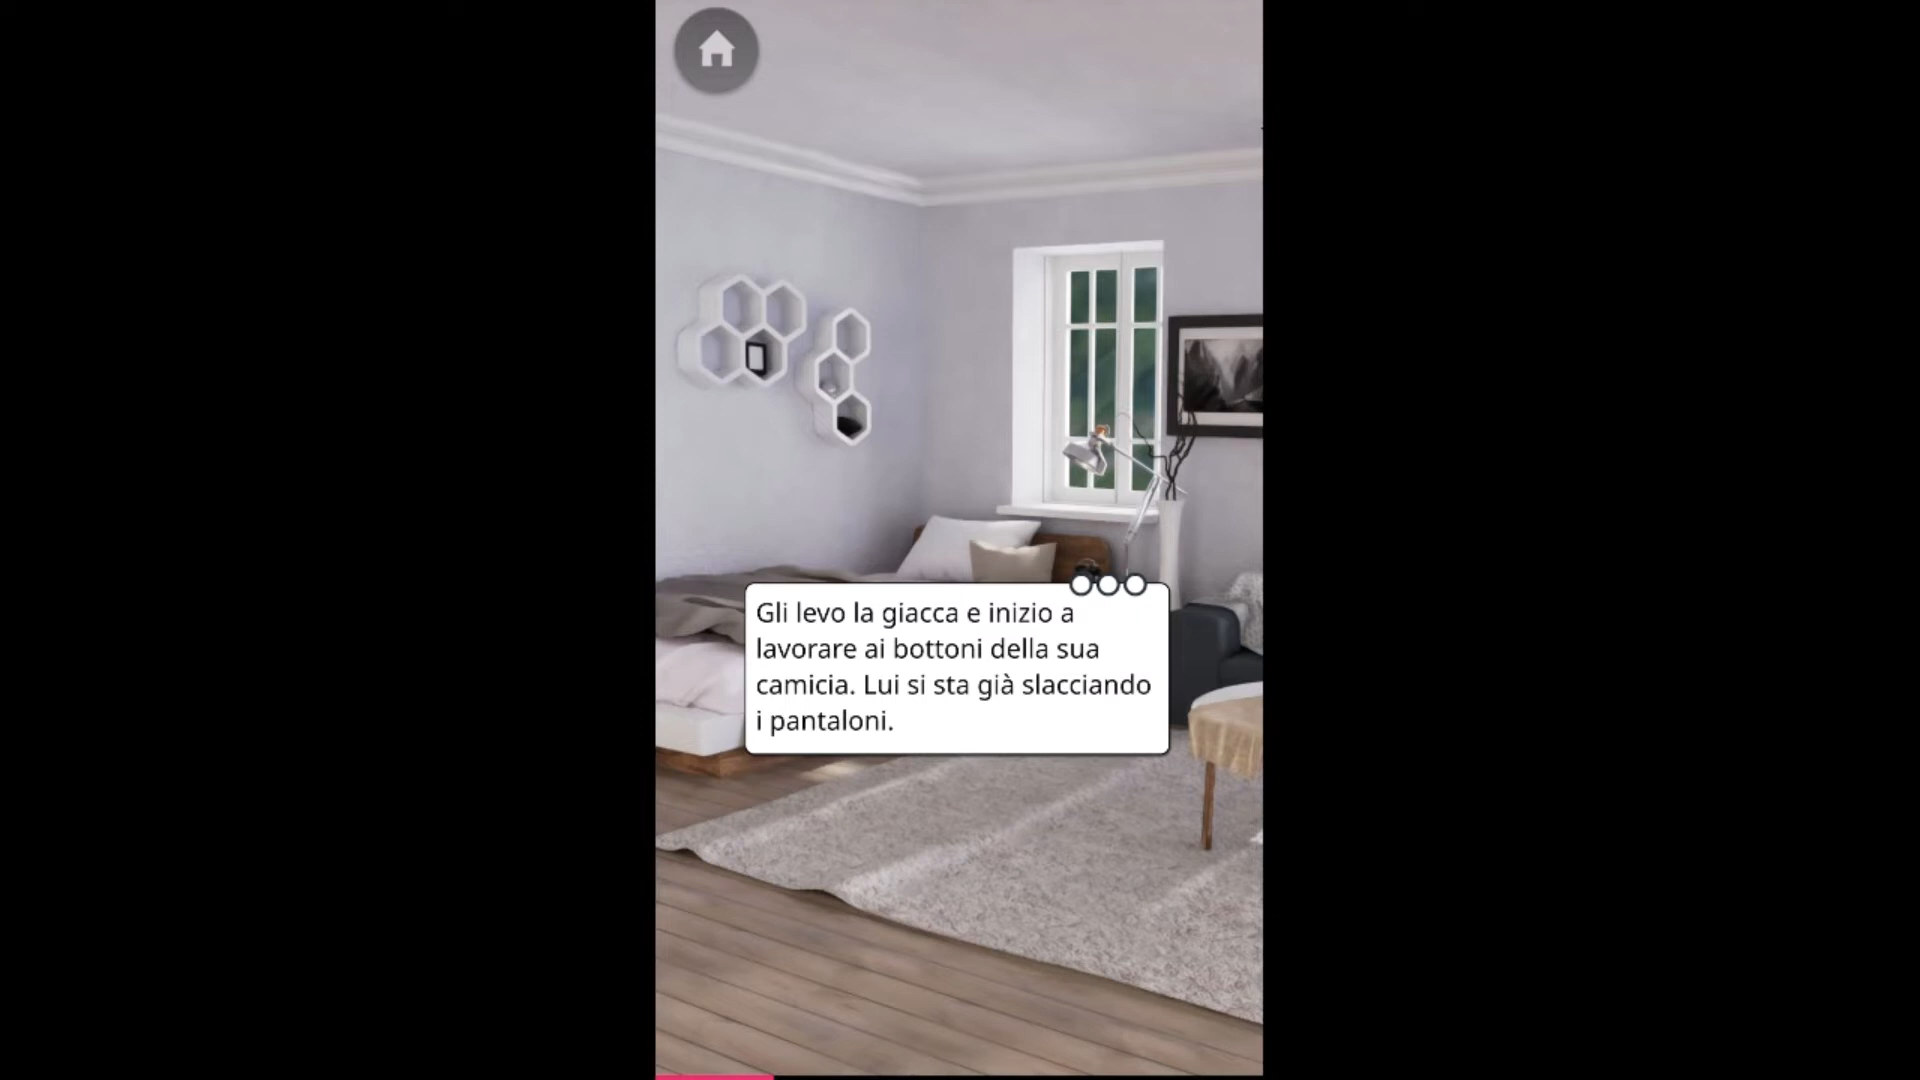 Gli levo la giacca e inizio a
lavorare ai bottoni della sua
camicia. Lui si sta già slacciando
i pantaloni.